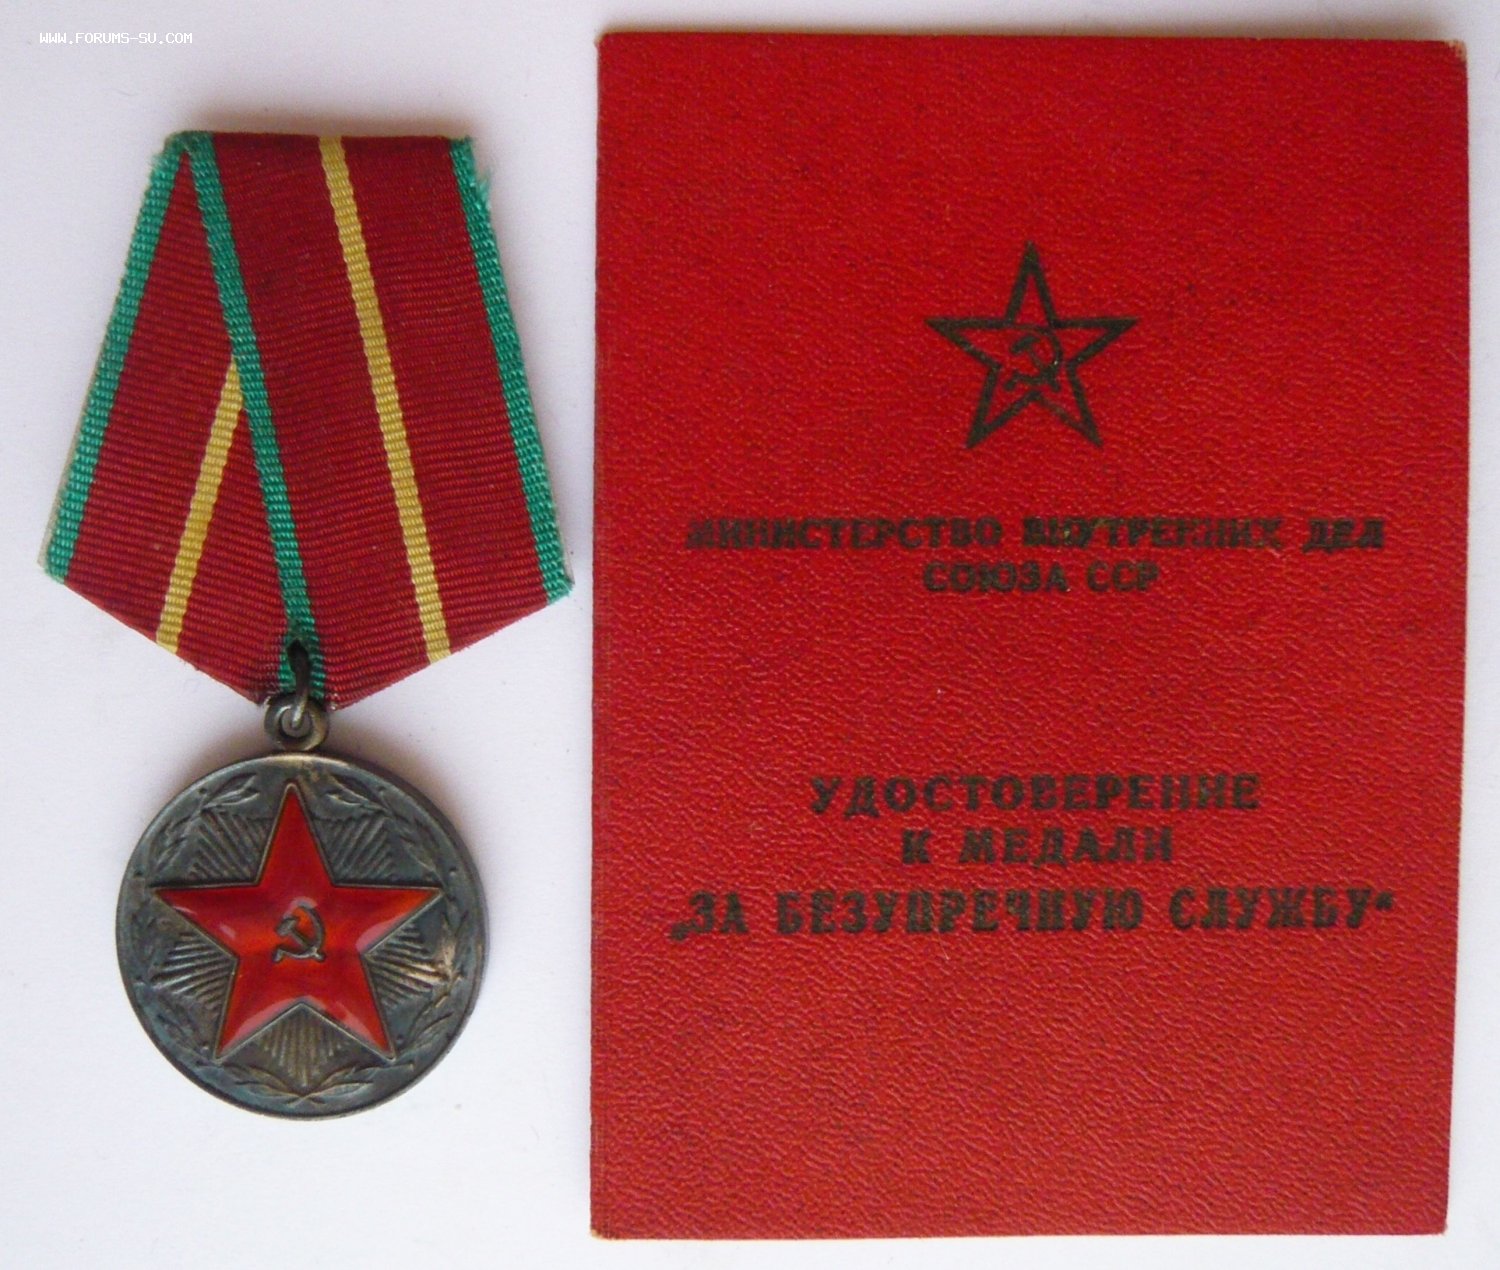 WWW.FORUMS-SU.COM
МИНИСТЕРСТВО ВНУТРЕННИХ ДЕЛ
СОЮЗА ССР
УДОСТОВЕРЕНИЕ
К МЕДАЛИ
„ЗА БЕЗУПРЕЧНУЮ СЛУЖБУ“